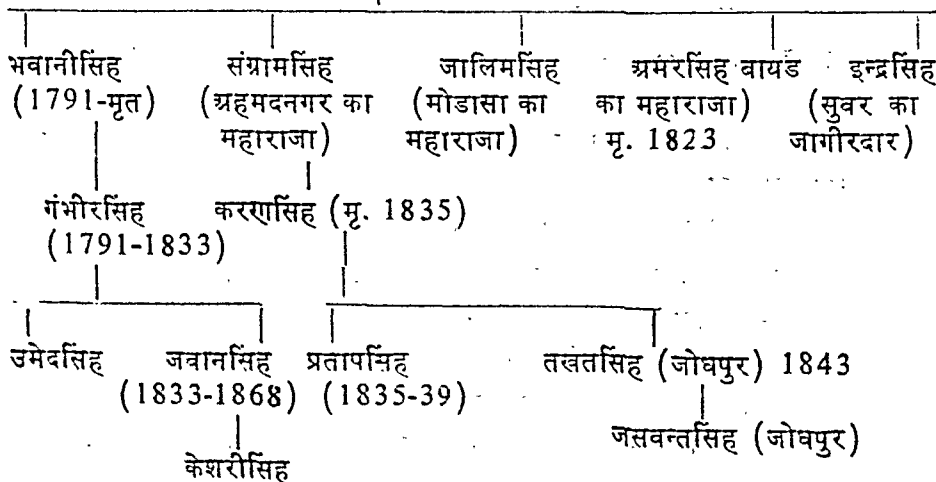 भवानीसिंह संग्रामसिंह जालिमसिंह अमरसिंह बायड इन्द्रसिंह
(1791-मृत) (अहमदनगर का (मोडासा का का महाराजा) (सुवर का
महाराजा) महाराजा) मृ. 1823 जागीरदार)
गंभीरसिंह करणसिंह (मृ. 1835)
(1791-1833)
उमेदसिंह जवानसिंह प्रतापसिंह तखतसिंह (जोधपुर) 1843
(1833-1868) (1835-39)
जसवन्तसिंह (जोधपुर)
केशरीसिंह